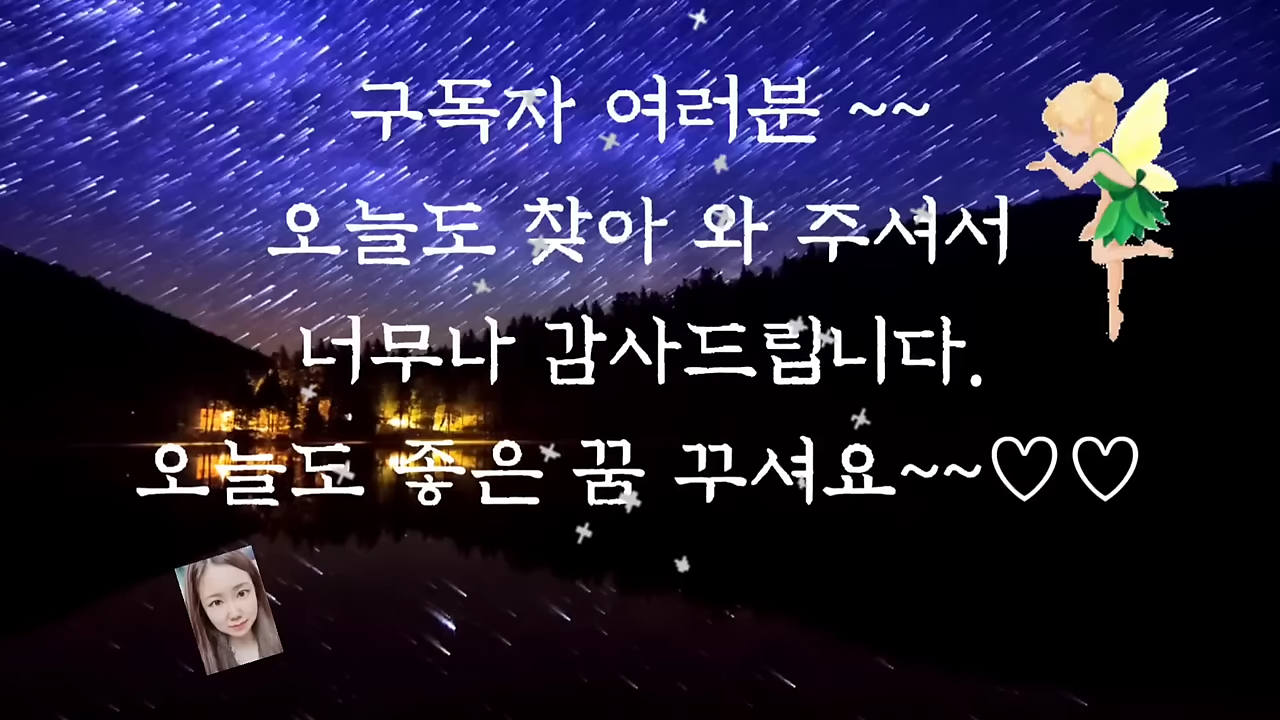 구독자 여러분 ~~
오늘도 찾아 와 주셔서
너무나 감사드립니다.
오늘도 좋은 꿈 꾸셔요~~♡♡